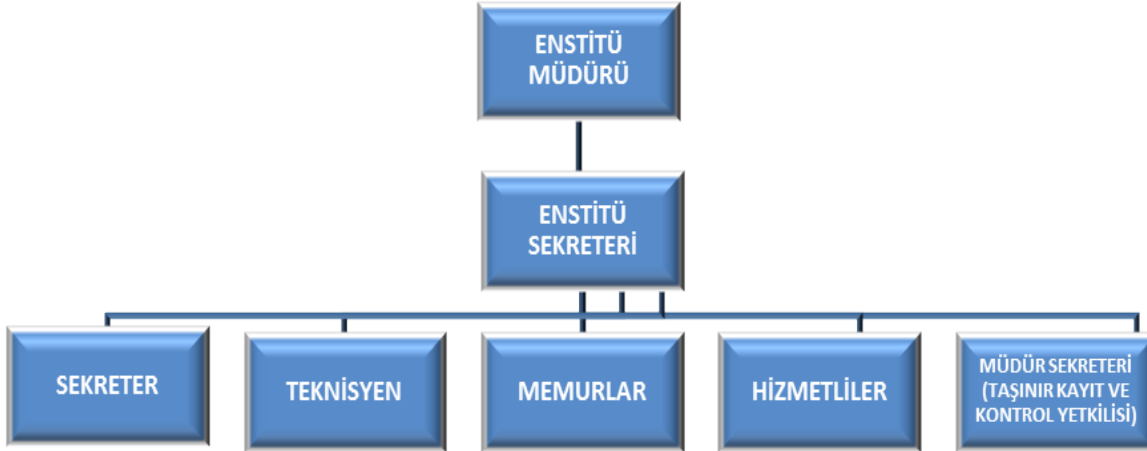 ENSTİTÜ
MÜDÜRÜ
ENSTİTÜ
SEKRETERİ
SEKRETER
TEKNİSYEN
MEMURLAR
HİZMETLİLER
MÜDÜR SEKRETERİ
(TAŞINIR KAYIT VE
KONTROL YETKİLİSİ)